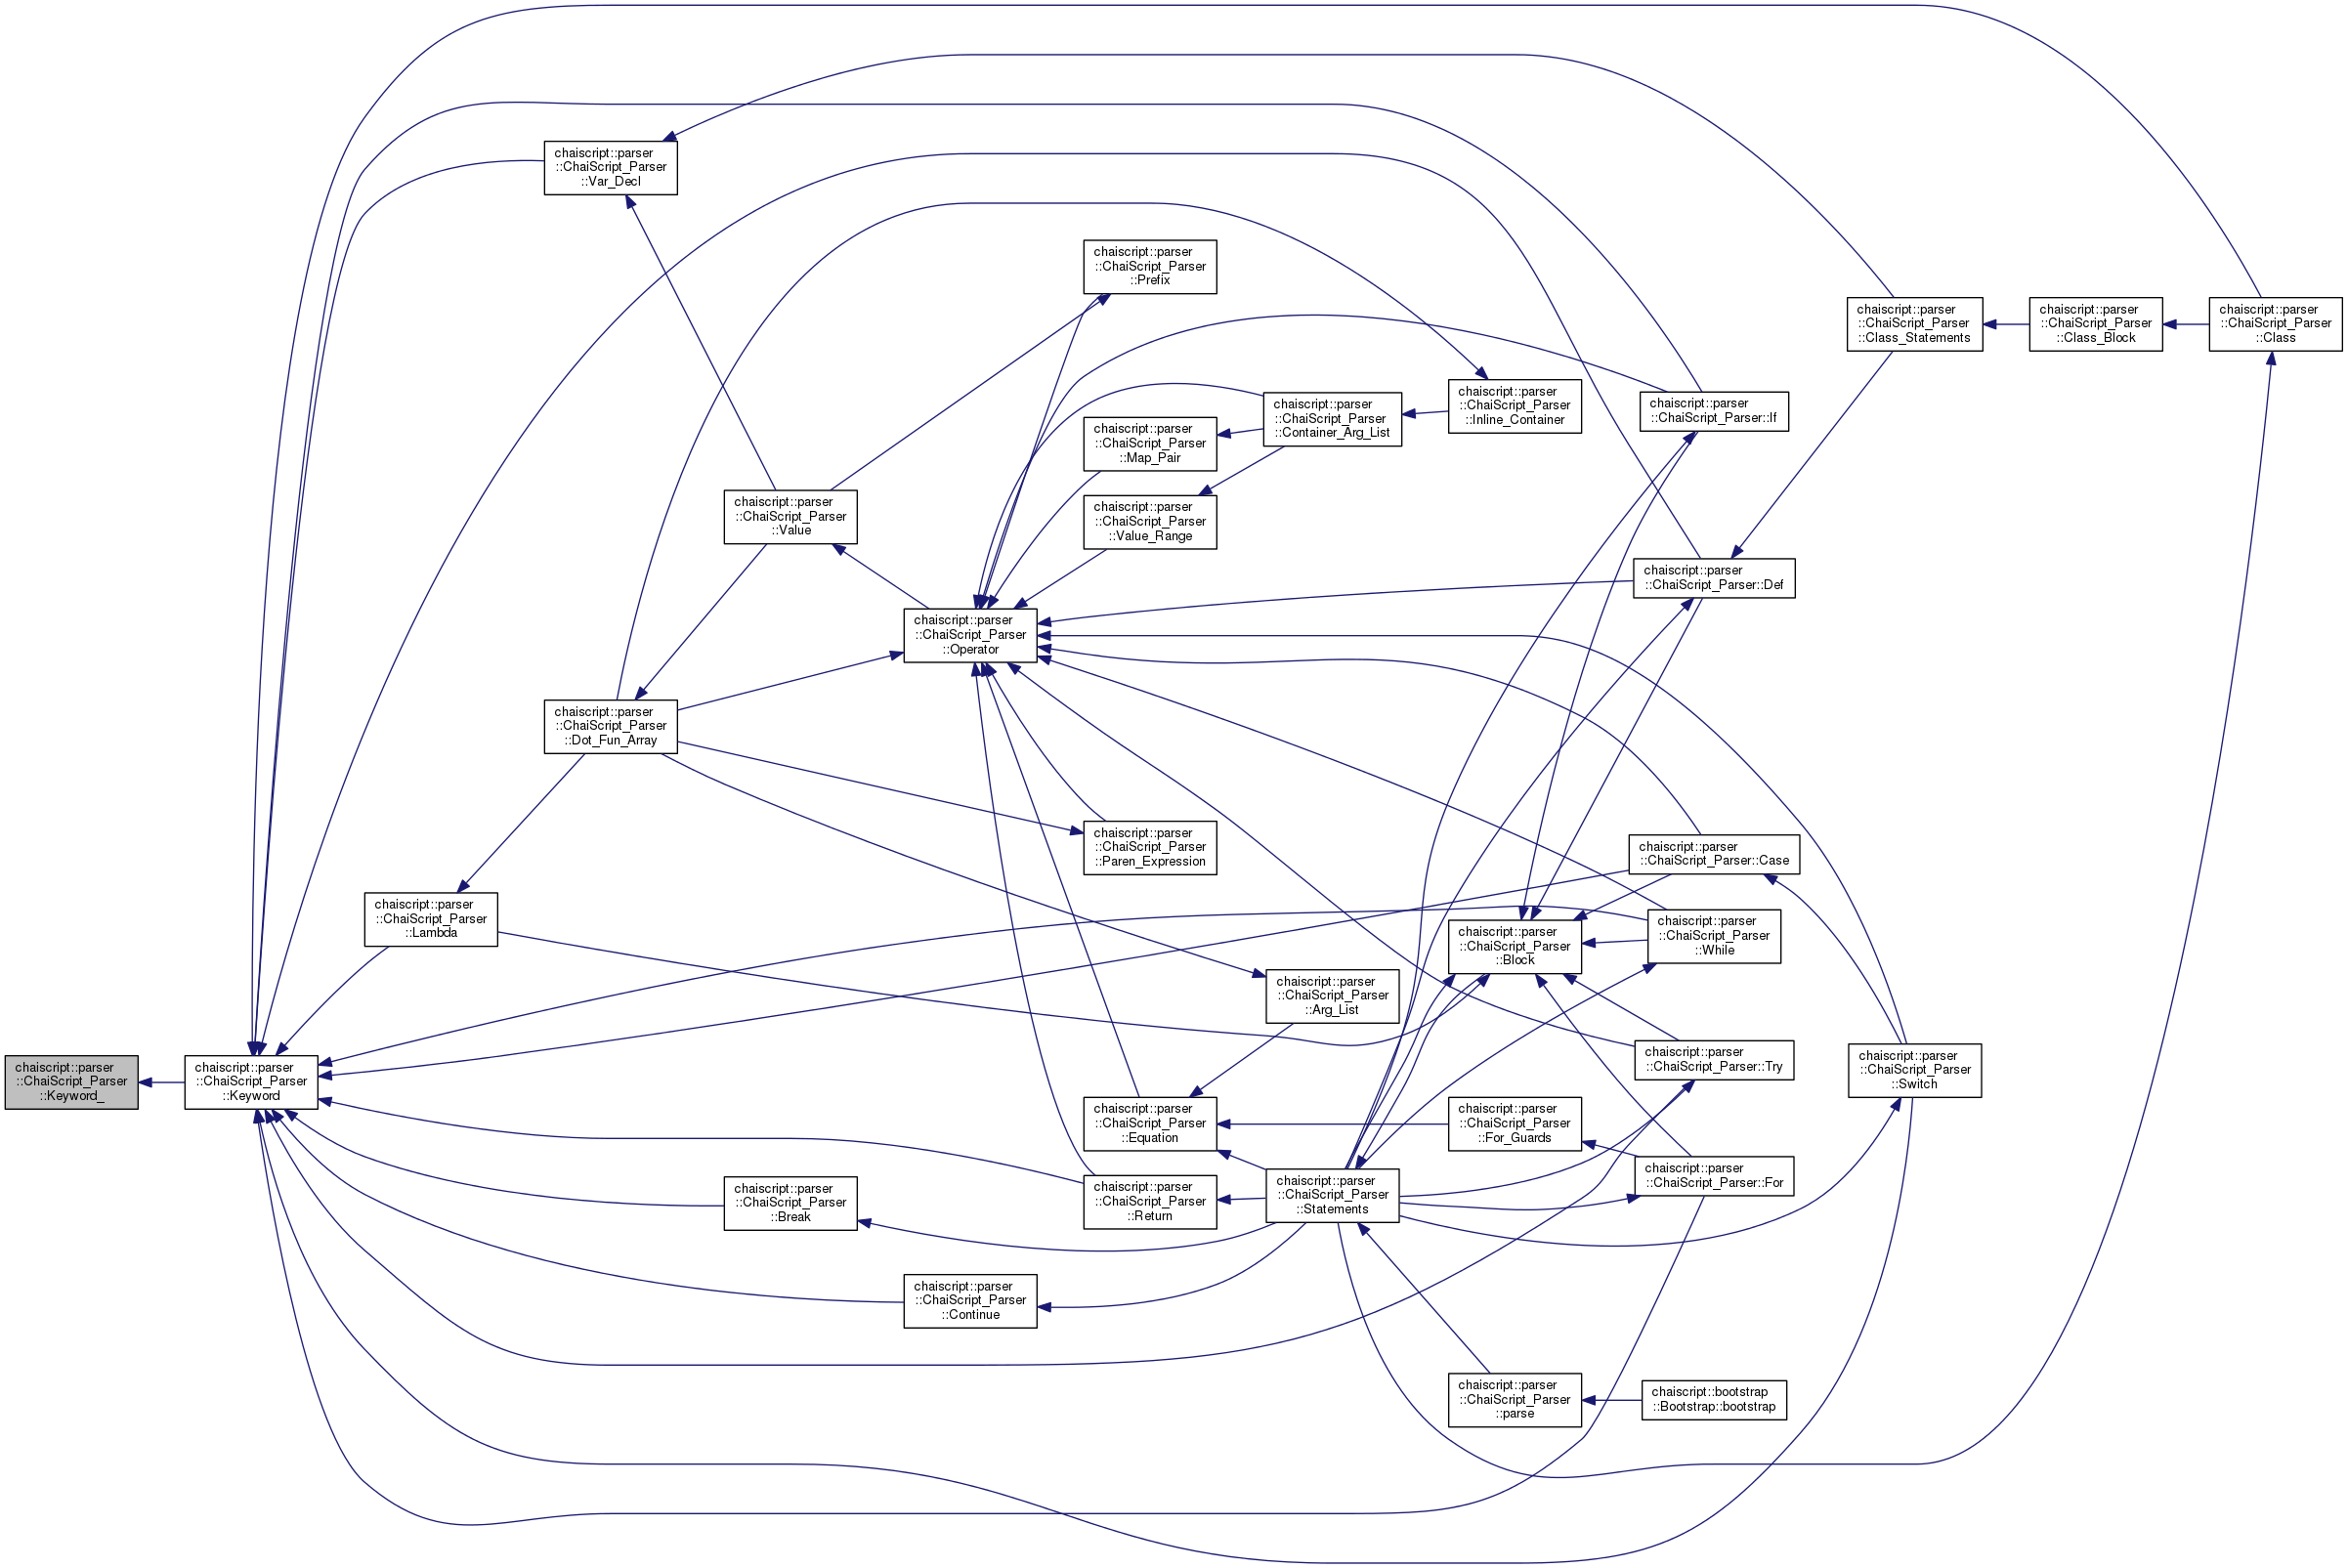 chaiscript::parser
::ChaiScript_Parser
::Var_Decl
chaiscript::parser
::ChaiScript_Parser
::Prefix
chaiscript::parser
::ChaiScript_Parser
::Class_Statements
chaiscript::parser
::ChaiScript_Parser
::Class_Block
chaiscript::parser
::ChaiScript_Parser
::Class
chaiscript::parser
::ChaiScript_Parser
::Inline_Container
chaiscript::parser
::ChaiScript_Parser::If
chaiscript::parser
::ChaiScript_Parser
::Container_Arg_List
chaiscript::parser
::ChaiScript_Parser
::Map_Pair
chaiscript::parser
::ChaiScript_Parser
::Value
chaiscript::parser
::ChaiScript_Parser
::Value_Range
chaiscript::parser
::ChaiScript_Parser::Def
chaiscript::parser
::ChaiScript_Parser
::Operator
chaiscript::parser
::ChaiScript_Parser
::Dot_Fun_Array
chaiscript::parser
::ChaiScript_Parser
::Paren_Expression
chaiscript::parser
::ChaiScript_Parser::Case
chaiscript::parser
::ChaiScript_Parser
::Lambda
chaiscript::parser
::ChaiScript_Parser
::While
chaiscript::parser
::ChaiScript_Parser
::Block
chaiscript::parser
::ChaiScript_Parser
::Arg_List
chaiscript::parser
::ChaiScript_Parser::Try
chaiscript::parser
::ChaiScript_Parser
::Switch
chaiscript::parser
::ChaiScript_Parser
::Keyword_
chaiscript::parser
::ChaiScript_Parser
::Keyword
chaiscript::parser
::ChaiScript_Parser
::Equation
chaiscript::parser
::ChaiScript_Parser
::For_Guards
chaiscript::parser
::ChaiScript_Parser::For
chaiscript::parser
::ChaiScript_Parser
::Statements
chaiscript::parser
::ChaiScript_Parser
::Return
chaiscript::parser
::ChaiScript_Parser
::Break
chaiscript::parser
::ChaiScript_Parser
::Continue
chaiscript::parser
::ChaiScript_Parser
::parse
chaiscript::bootstrap
::Bootstrap::bootstrap